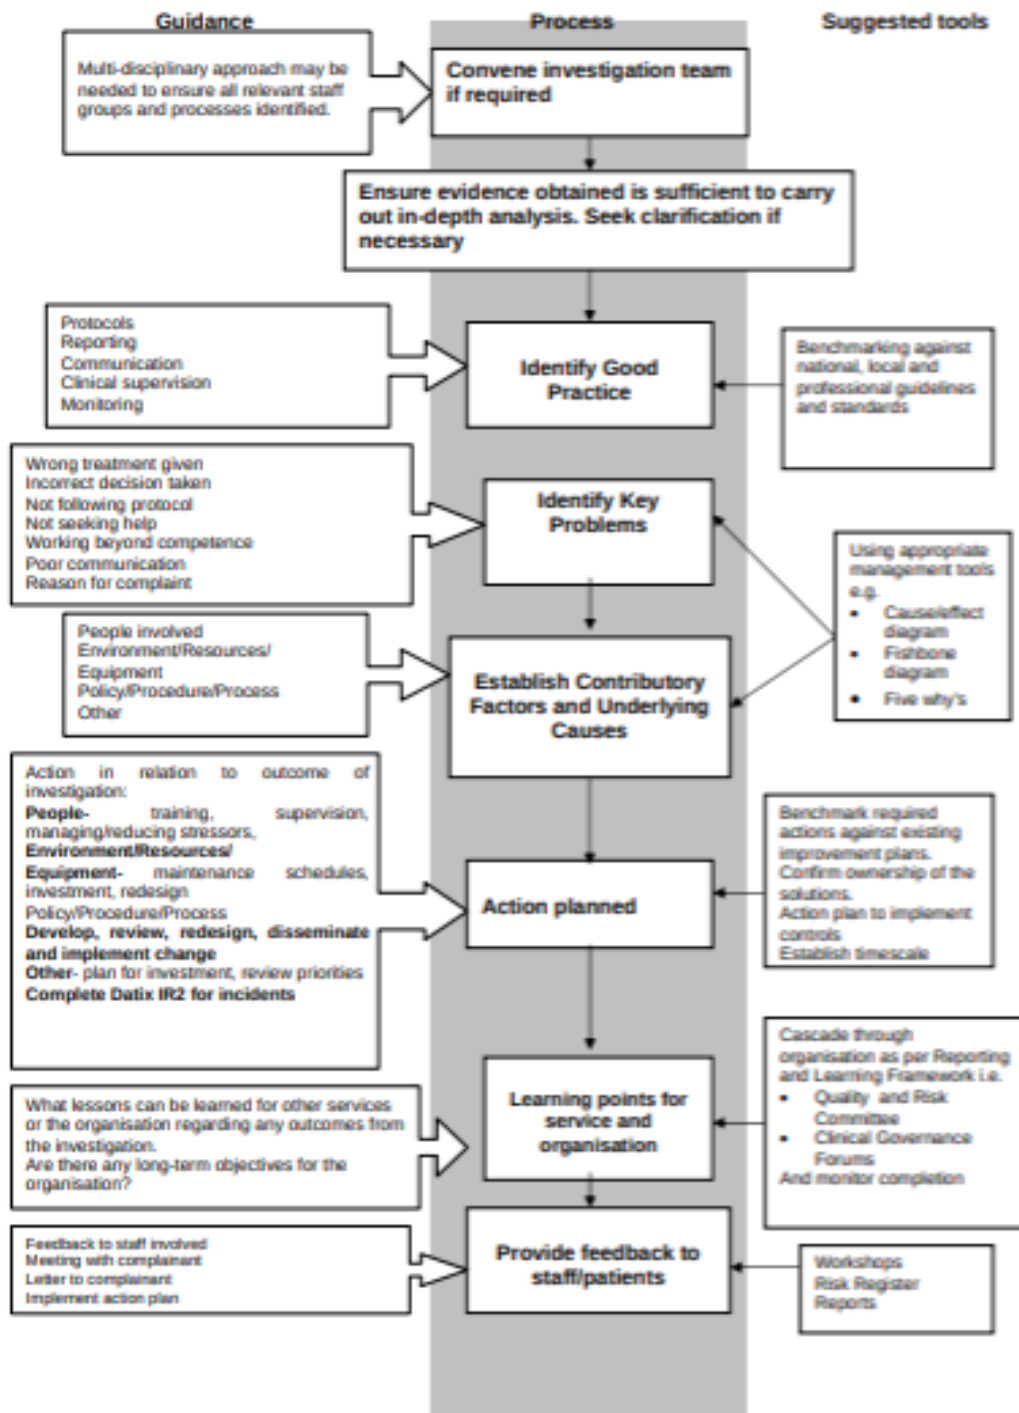 Guidance
Process
Suggested tools
Multi-disciplinary approach may be
needed to ensure all relevant staff
groups and processes identified.
Convene investigation team
if required
Ensure evidence obtained is sufficient to carry
out in-depth analysis. Seek clarification if
necessary
Protocols
Reporting
Communication
Clinical supervision
Monitoring
Identify Good
Practice
Benchmarking against
national, local and
professional guidelines
and standards
Wrong treatment given
Incorrect decision taken
Not following protocol
Not seeking help
Working beyond competence
Poor communication
Reason for complaint
Identify Key
Problems
Using appropriate
management tools
e.g.
• Cause/effect
diagram
• Fishbone
diagram
• Five why's
People involved
Environment/Resources/
Equipment
Policy/Procedure/Process
Other
Establish Contributory
Factors and Underlying
Causes
Action in relation to outcome of
investigation:
People- training, supervision,
managing/reducing stressors,
Environment/Resources/
Equipment- maintenance schedules,
investment, redesign
Policy/Procedure/Process
Develop, review, redesign, disseminate
and implement change
Other- plan for investment, review priorities
Complete Datix IR2 for incidents
Action planned
Benchmark required
actions against existing
improvement plans.
Confirm ownership of the
solutions.
Action plan to implement
controls
Establish timescale
What lessons can be learned for other services
or the organisation regarding any outcomes from
the investigation.
Are there any long-term objectives for the
organisation?
Learning points for
service and
organisation
Cascade through
organisation as per Reporting
and Learning Framework i.e.
• Quality and Risk
Committee
• Clinical Governance
Forums
And monitor completion
Feedback to staff involved
Meeting with complainant
Letter to complainant
Implement action plan
Provide feedback to
staff/patients
Workshops
Risk Register
Reports